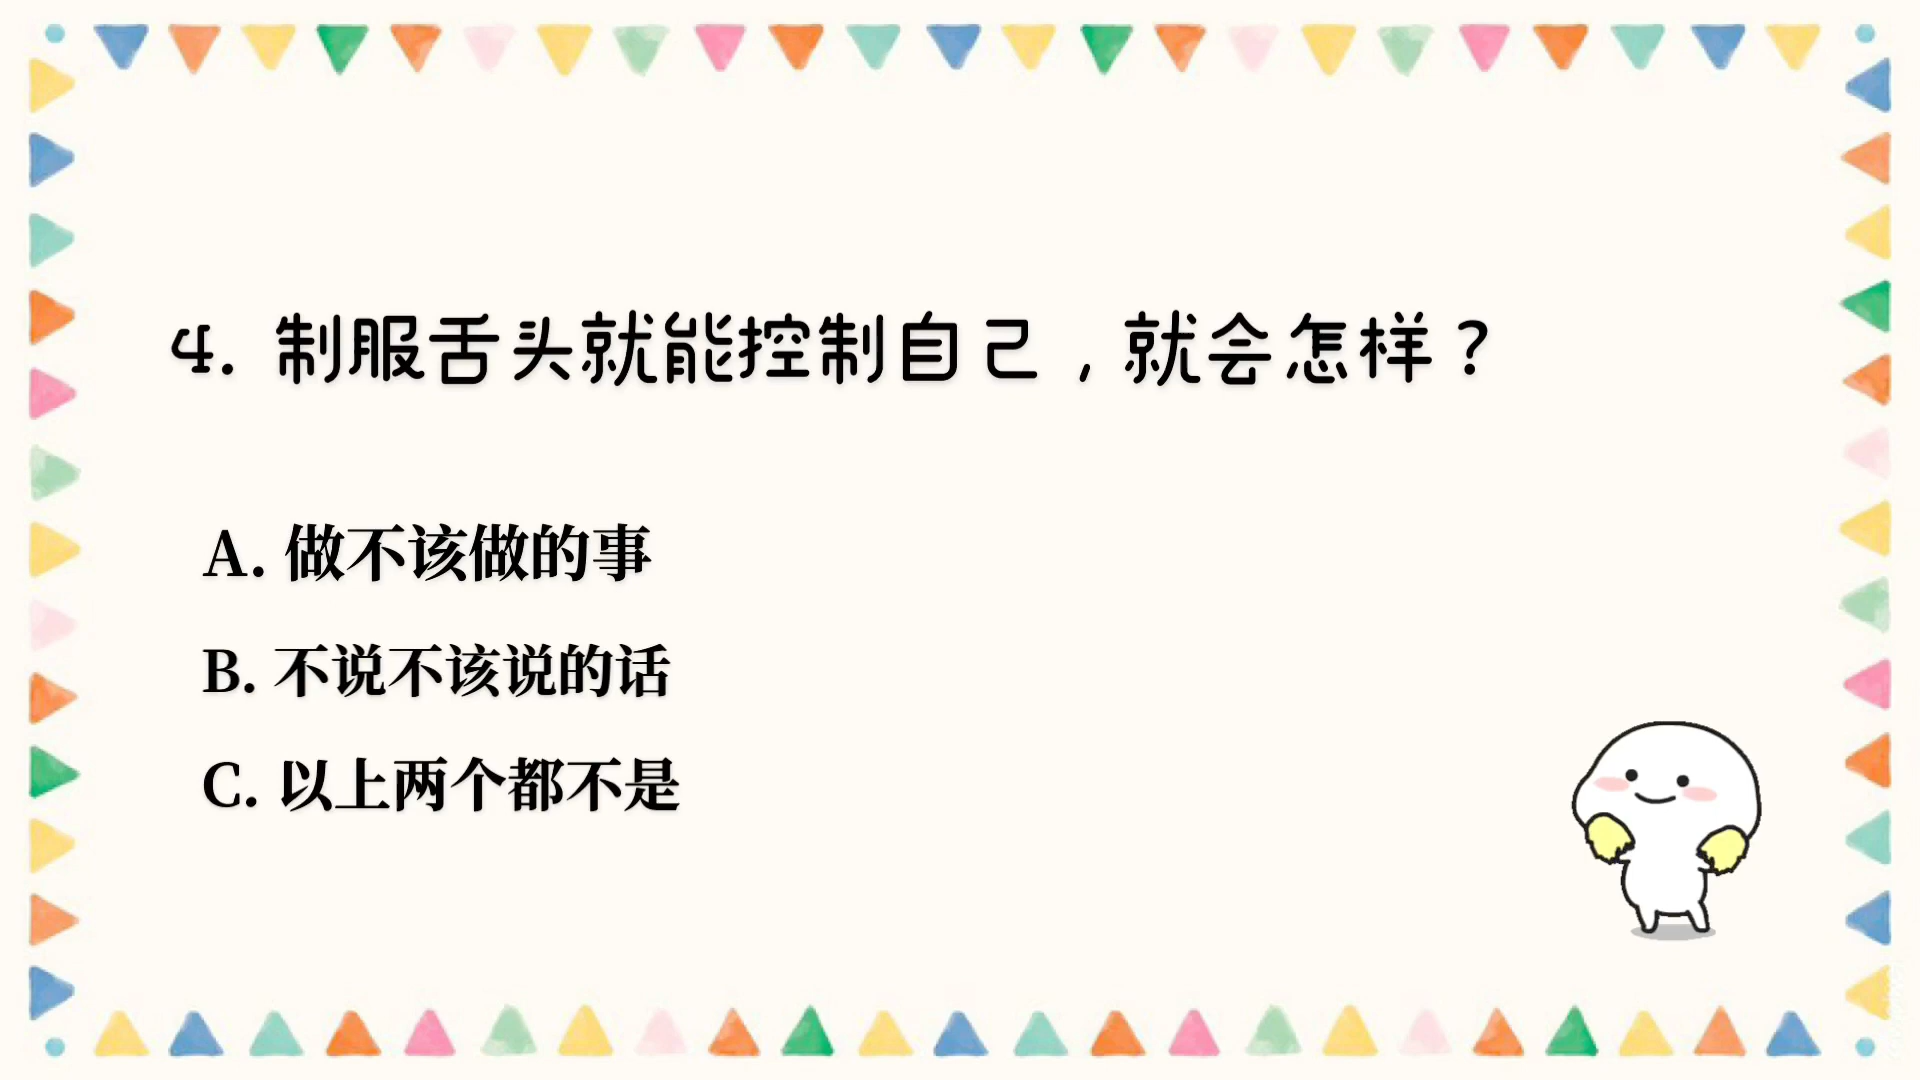 4. 制服舌头就能控制自己，就会怎样？
A. 做不该做的事
B. 不说不该说的话
C. 以上两个都不是